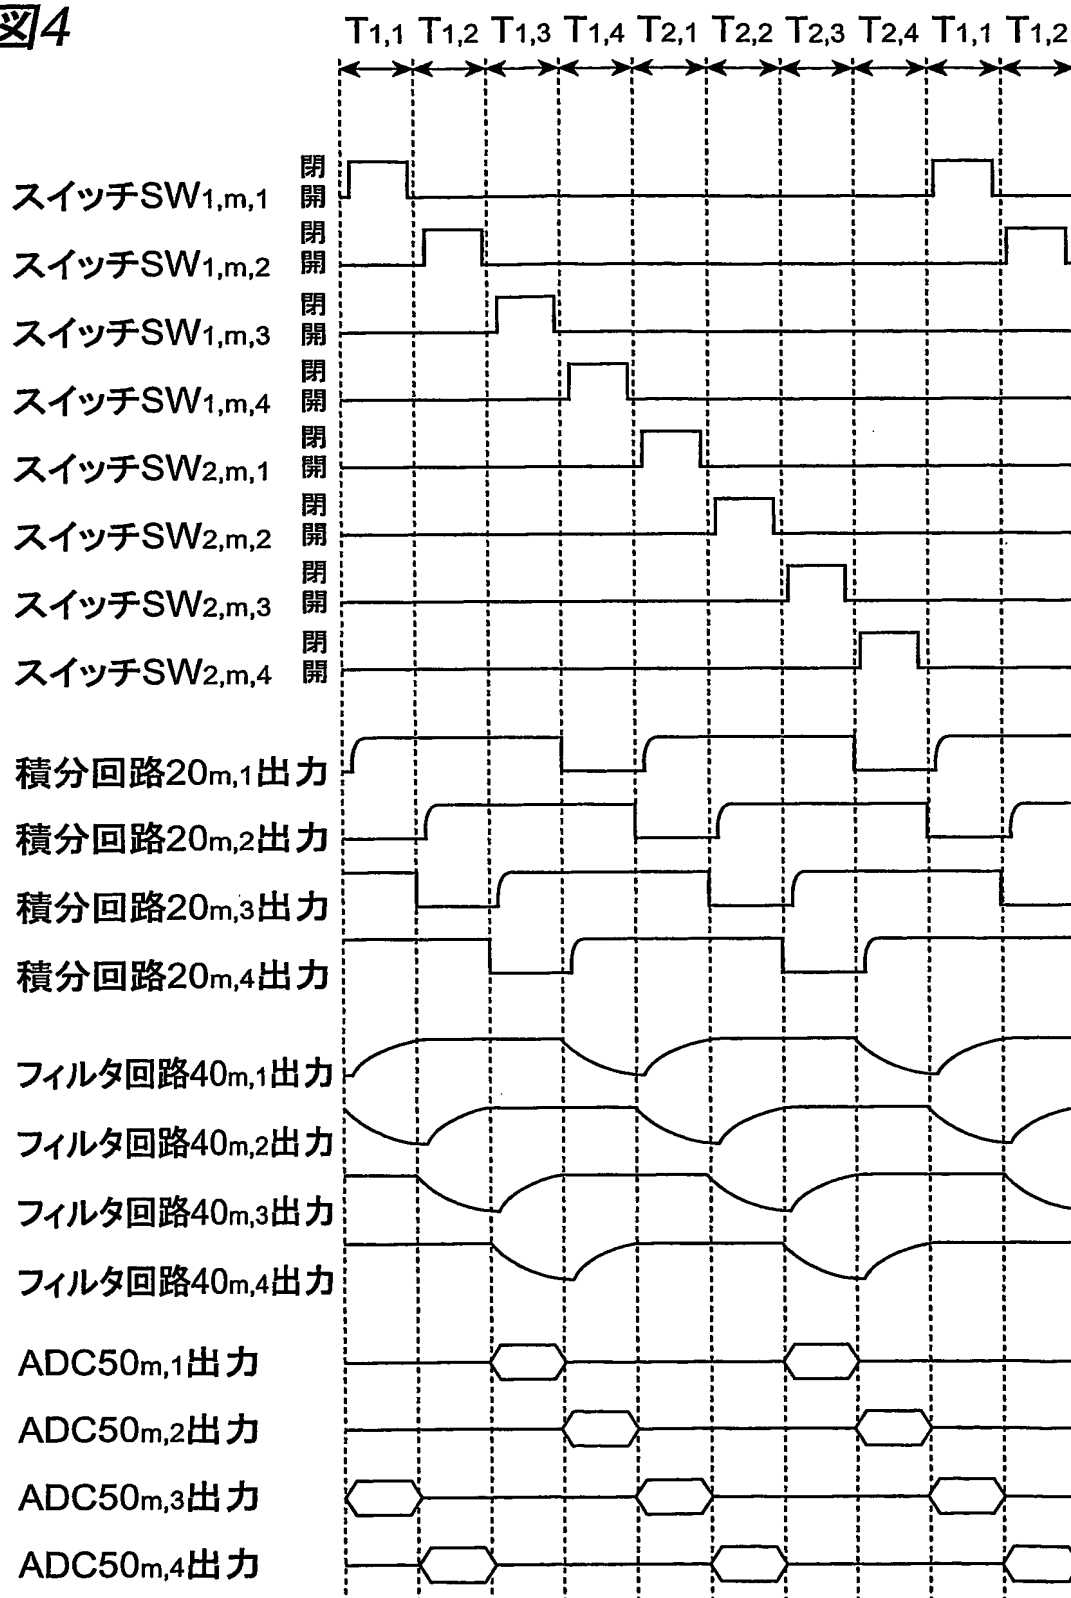 図4
T1,1 T1,2 T1,3 T1,4 T2,1 T2,2 T2,3 T2,4 T1,1 T1,2
スイッチSW1,m,1 閉 開
スイッチSW1,m,2 閉 開
スイッチSW1,m,3 閉 開
スイッチSW1,m,4 閉 開
スイッチSW2,m,1 閉 開
スイッチSW2,m,2 閉 開
スイッチSW2,m,3 閉 開
スイッチSW2,m,4 閉 開
積分回路20m,1出力
積分回路20m,2出力
積分回路20m,3出力
積分回路20m,4出力
フィルタ回路40m,1出力
フィルタ回路40m,2出力
フィルタ回路40m,3出力
フィルタ回路40m,4出力
ADC50m,1出力
ADC50m,2出力
ADC50m,3出力
ADC50m,4出力